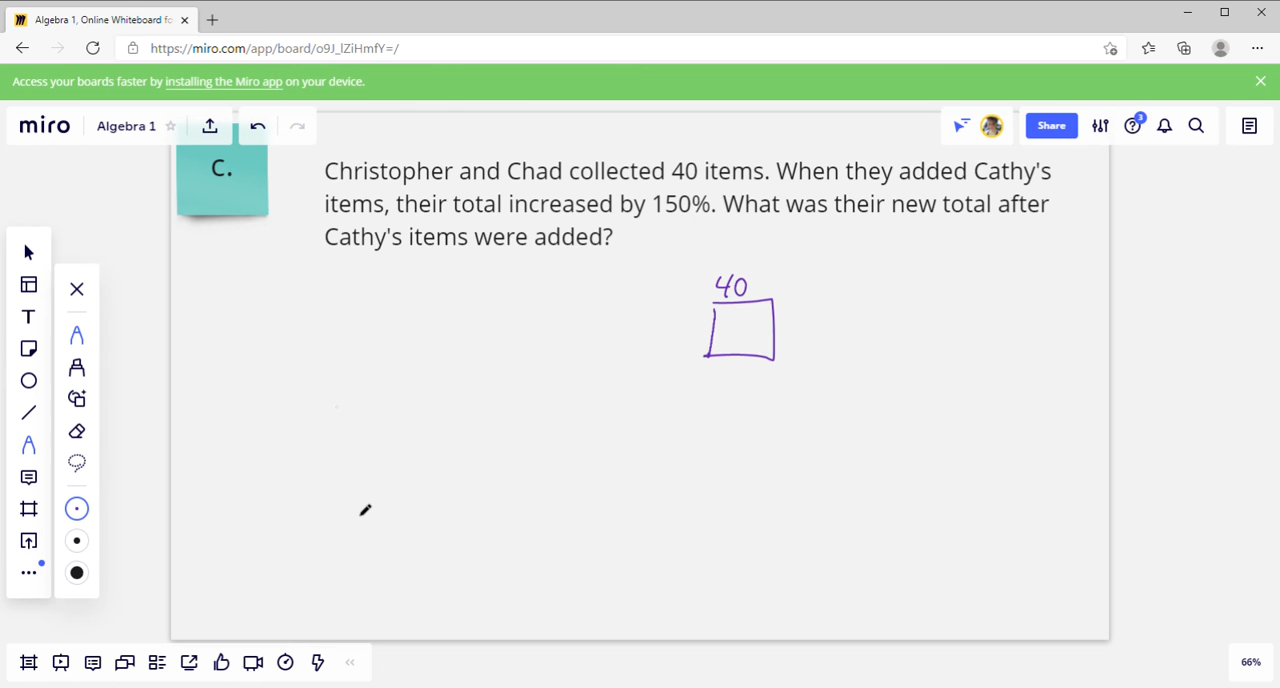 Algebra 1, Online Whiteboard fo
https://miro.com/app/board/o9J_lZiHmfY=/
Access your boards faster by installing the Miro app on your device.
miro Algebra 1 Share 3
C.
Christopher and Chad collected 40 items. When they added Cathy's
items, their total increased by 150%. What was their new total after
Cathy's items were added?
40
66%